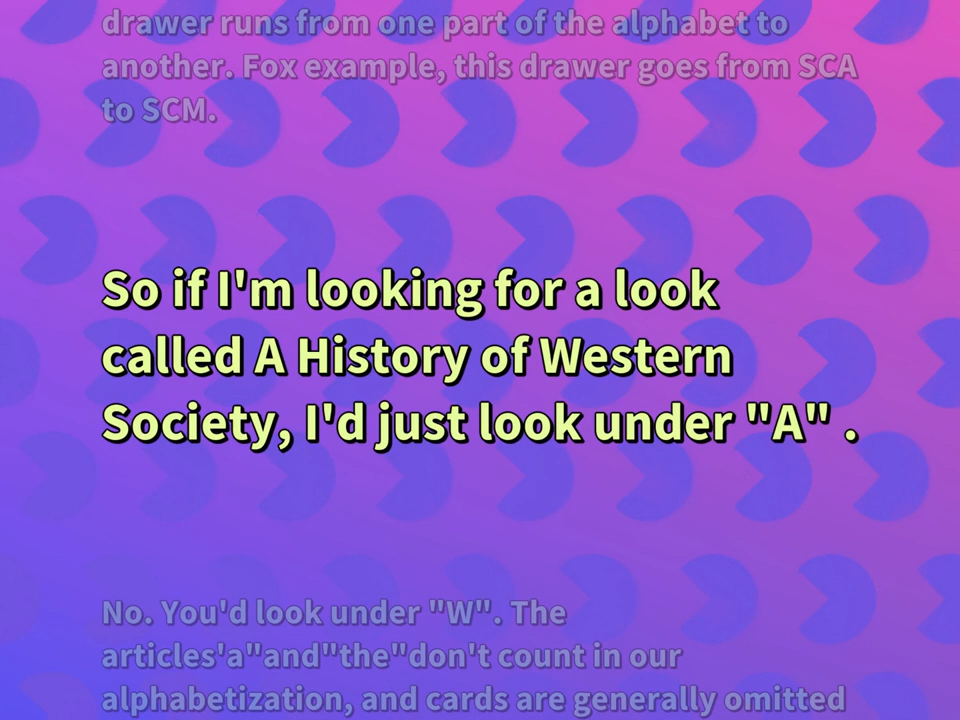 drawer runs from one part of the alphabet to
another. Fox example, this drawer goes from SCA
to SCM.
So if I'm looking for a look
called A History of Western
Society, I'd just look under "A" .
No. You'd look under "W". The
articles'a"and"the"don't count in our
alphabetization, and cards are generally omitted